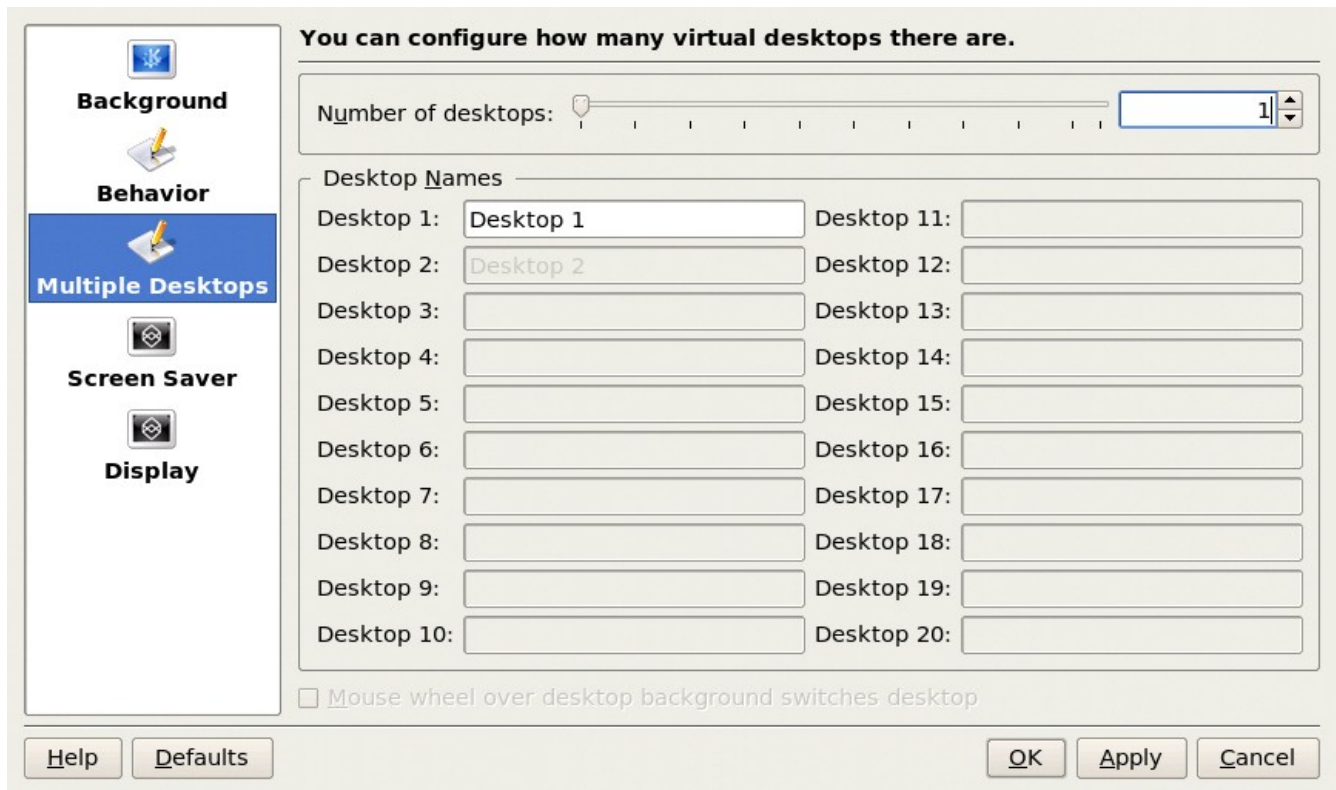 Background
Behavior
Multiple Desktops
Screen Saver
Display
You can configure how many virtual desktops there are.
Number of desktops: 1
Desktop Names
Desktop 1: Desktop 1
Desktop 2: Desktop 2
Desktop 3:
Desktop 4:
Desktop 5:
Desktop 6:
Desktop 7:
Desktop 8:
Desktop 9:
Desktop 10:
Desktop 11:
Desktop 12:
Desktop 13:
Desktop 14:
Desktop 15:
Desktop 16:
Desktop 17:
Desktop 18:
Desktop 19:
Desktop 20:
Mouse wheel over desktop background switches desktop
Help Defaults OK Apply Cancel